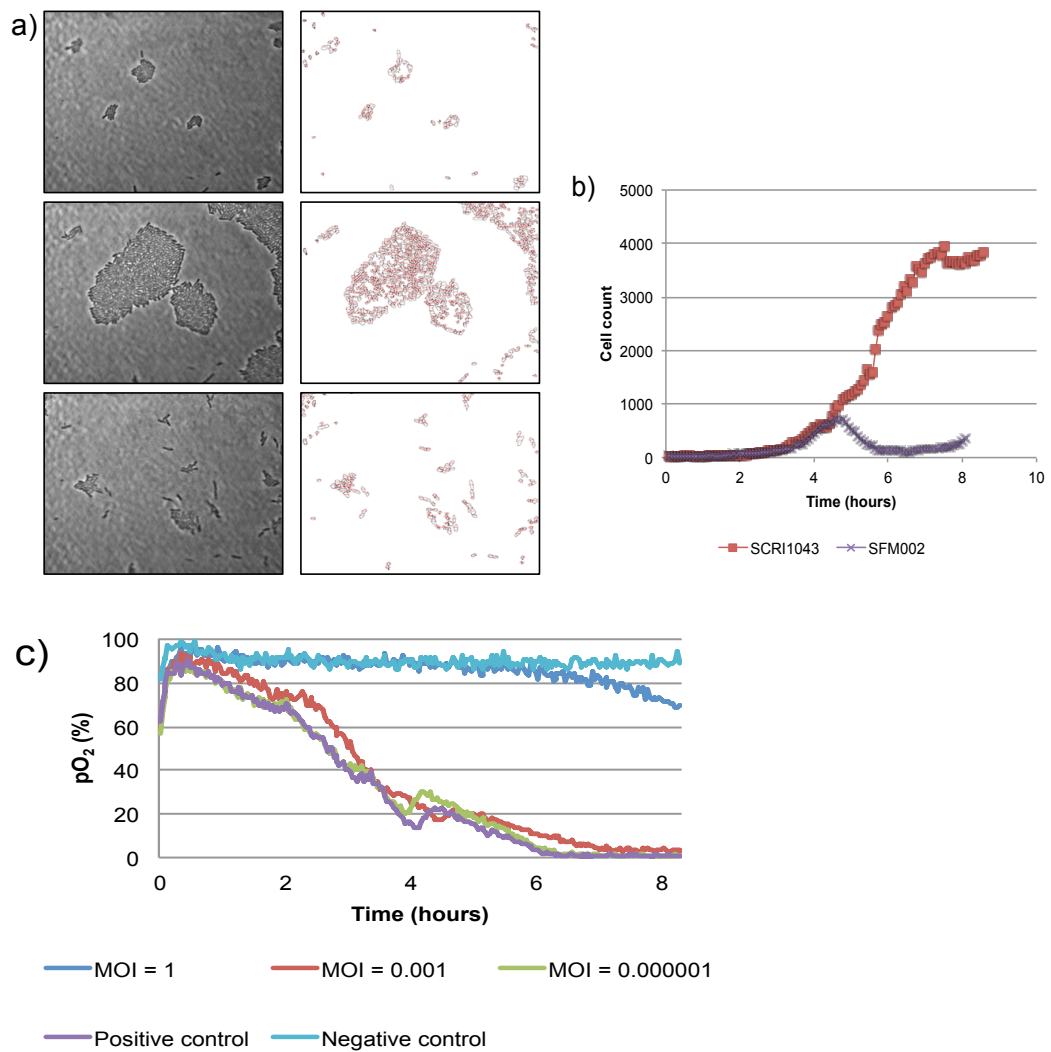 a)
b)
5000
4000
3000
2000
1000
0
Cell count
0 2 4 6 8 10
Time (hours)
SCRI1043 SFM002
c)
100
80
60
40
20
0
pO₂ (%)
0 2 4 6 8
Time (hours)
MOI = 1 MOI = 0.001 MOI = 0.000001
Positive control Negative control